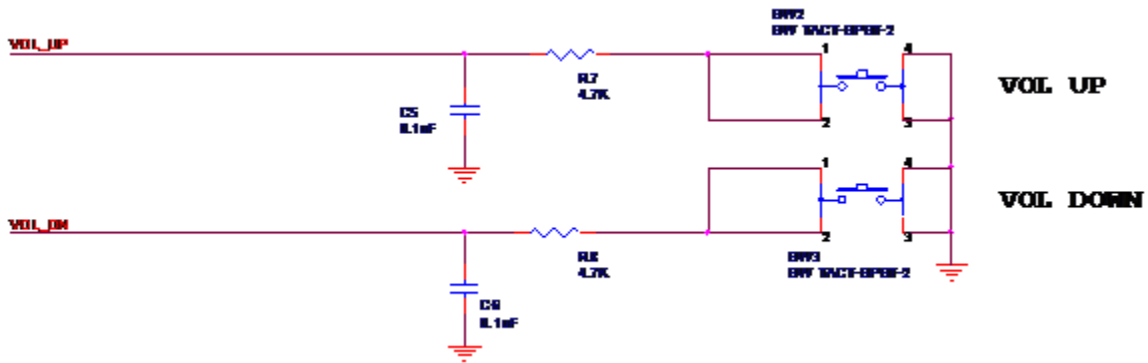 SW2
SW TACT-SPST-2
VOL_UP
1
4
R7
4.7K
VOL UP
C5
0.1uF
2
3
1
4
VOL DOWN
VOL_DN
2
3
R8
4.7K
SW3
SW TACT-SPST-2
C6
0.1uF